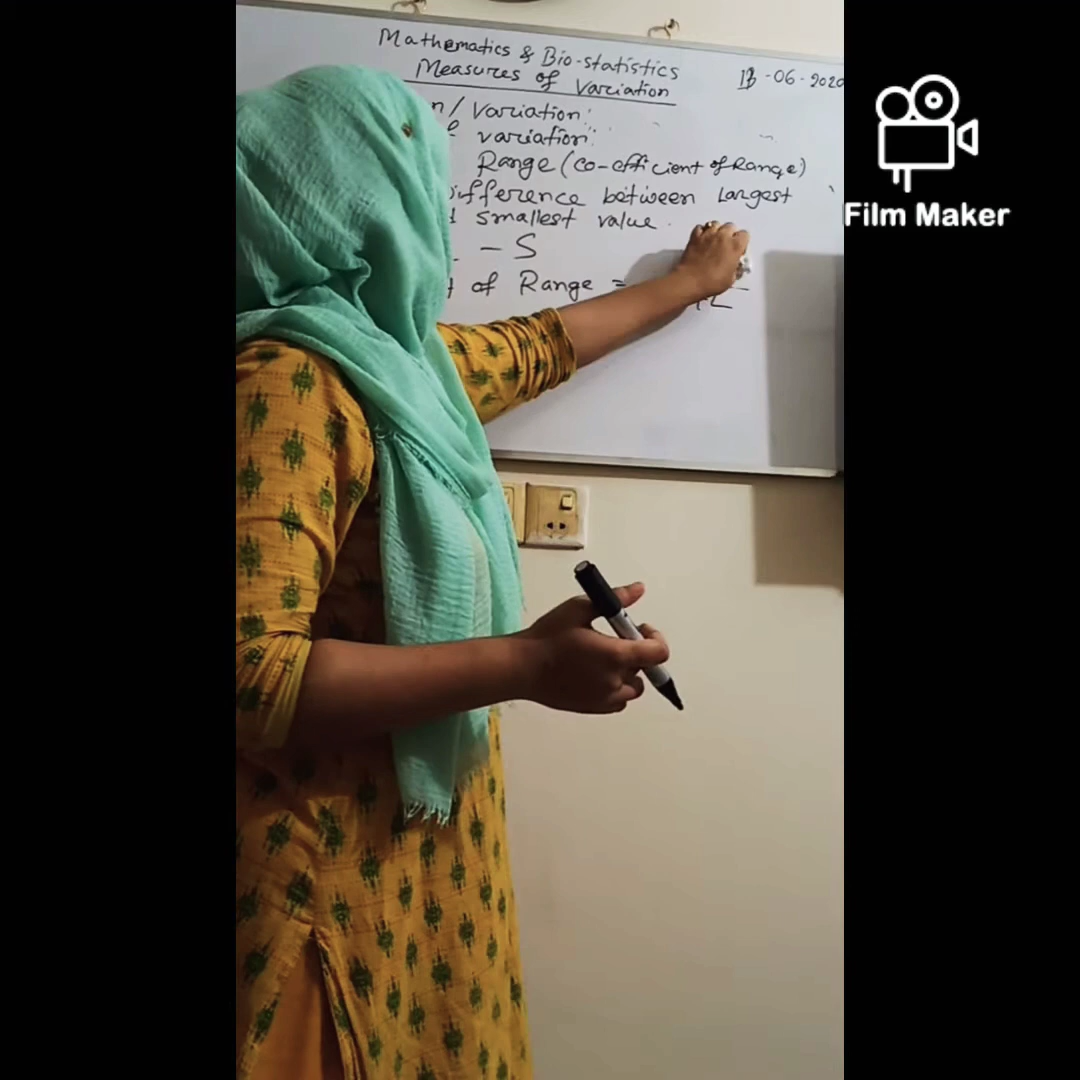 Mathematics & Bio-statistics
Measures of Variation
-06-2020
n/ Variation:
variation:
Range (co-efficient of Range)
ifference between Largest
smallest value.
- S
of Range =
Film Maker